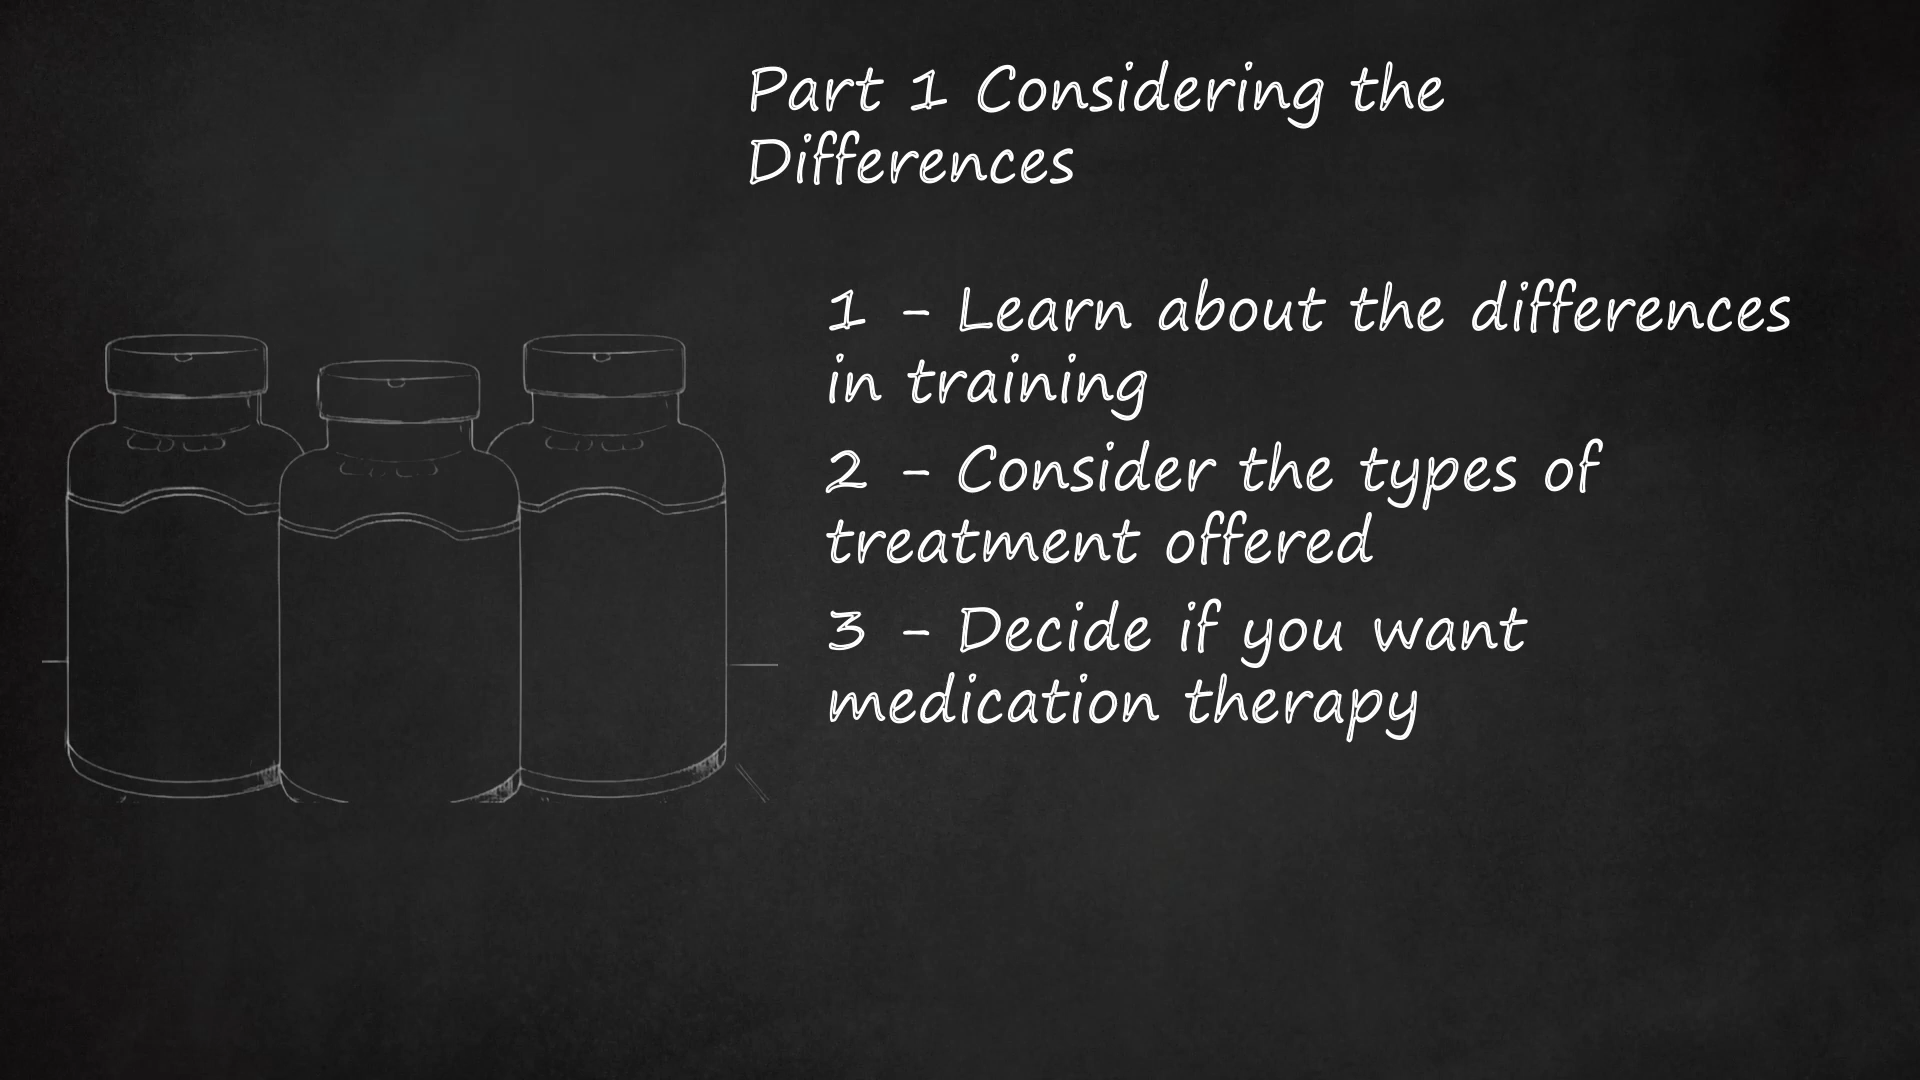 Part 1 Considering the
Differences
1 - Learn about the differences
in training
2 - Consider the types of
treatment offered
3 - Decide if you want
medication therapy